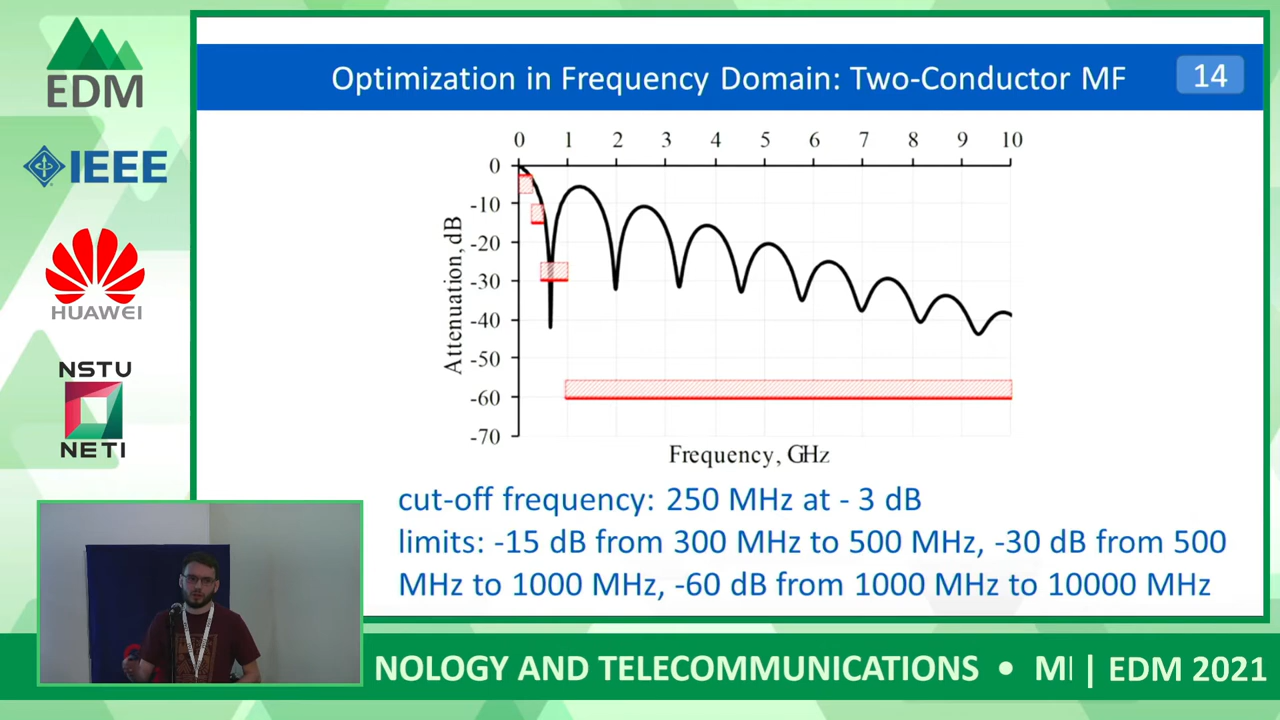 EDM
IEEE
HUAWEI
NSTU
NETI
Optimization in Frequency Domain: Two-Conductor MF
14
0 1 2 3 4 5 6 7 8 9 10
0
-10
-20
-30
-40
-50
-60
-70
Attenuation, dB
Frequency, GHz
cut-off frequency: 250 MHz at - 3 dB
limits: -15 dB from 300 MHz to 500 MHz, -30 dB from 500
MHz to 1000 MHz, -60 dB from 1000 MHz to 10000 MHz
NOLOGY AND TELECOMMUNICATIONS • MI | EDM 2021